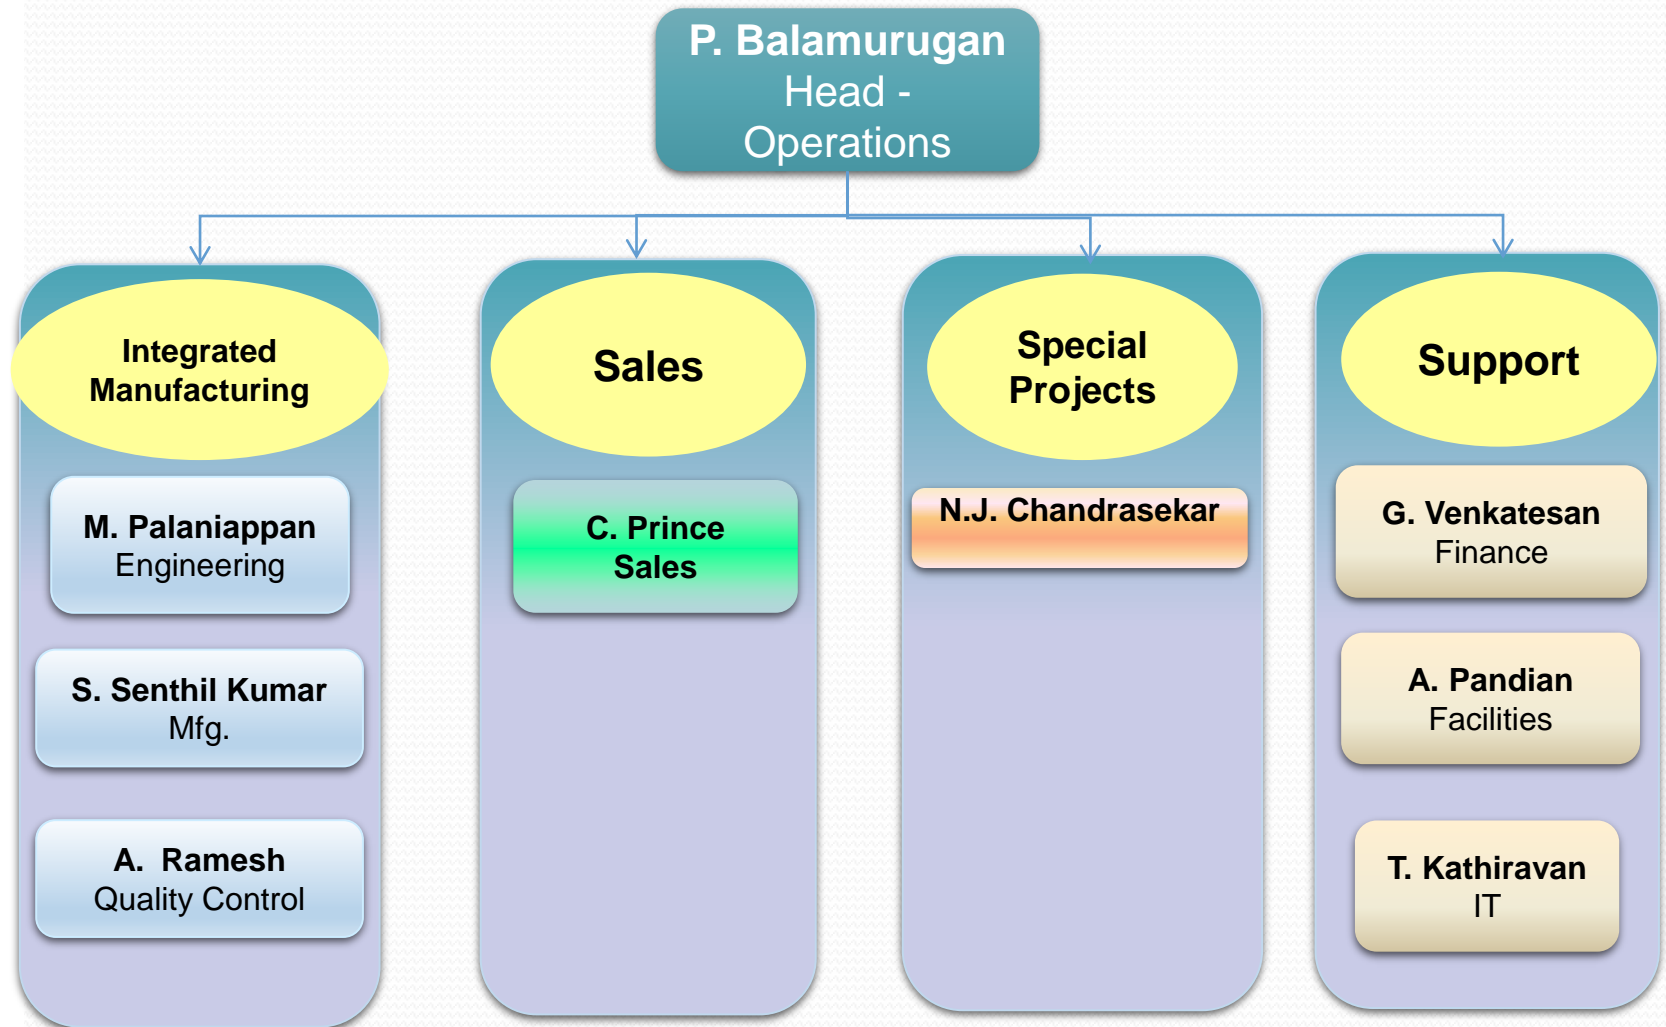 P. Balamurugan
Head -
Operations
Integrated
Manufacturing
M. Palaniappan
Engineering
S. Senthil Kumar
Mfg.
A.  Ramesh
Quality Control
Sales
C. Prince
Sales
Special
Projects
N.J. Chandrasekar
Support
G. Venkatesan
Finance
A. Pandian
Facilities
T. Kathiravan
IT